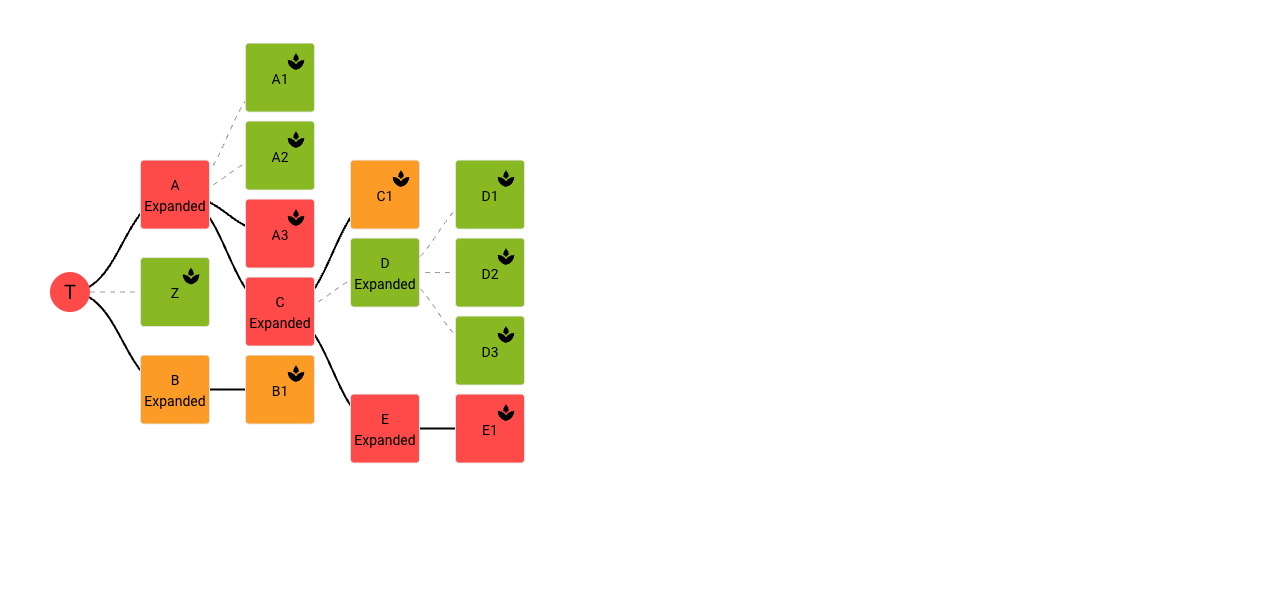 T
A
Expanded
Z
B
Expanded
A1
A2
A3
C
Expanded
B1
C1
D
Expanded
E
Expanded
D1
D2
D3
E1